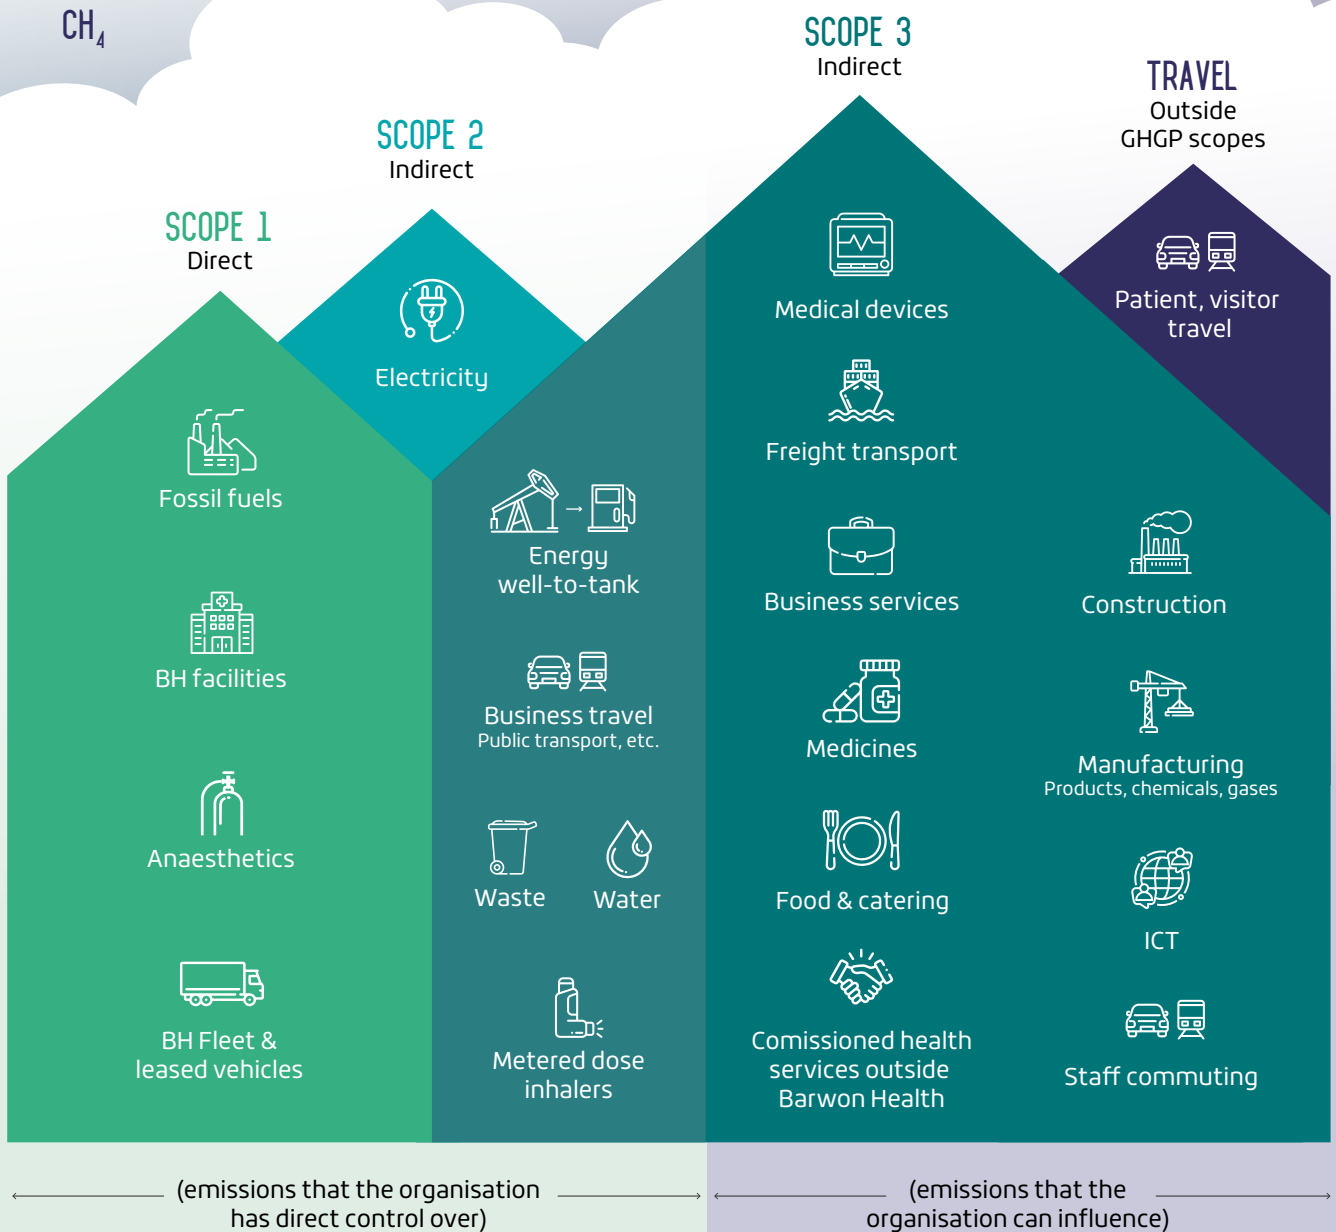 CH₄
SCOPE 1
Direct
SCOPE 2
Indirect
SCOPE 3
Indirect
TRAVEL
Outside
GHGP scopes
Fossil fuels
BH facilities
Anaesthetics
BH Fleet &
leased vehicles
Electricity
Energy
well-to-tank
Business travel
Public transport, etc.
Waste
Water
Metered dose
inhalers
Medical devices
Freight transport
Business services
Medicines
Food & catering
Comissioned health
services outside
Barwon Health
Construction
Manufacturing
Products, chemicals, gases
ICT
Staff commuting
Patient, visitor
travel
(emissions that the organisation
has direct control over)
(emissions that the
organisation can influence)